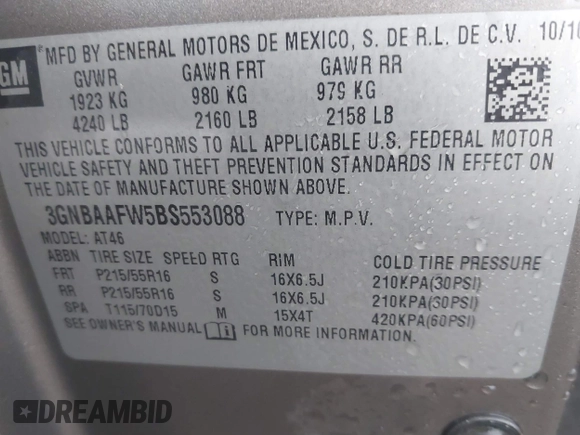 GM
MFD BY GENERAL MOTORS DE MEXICO, S. DE R.L. DE C.V. 10/10
GVWR GAWR FRT GAWR RR
1923 KG 980 KG 979 KG
4240 LB 2160 LB 2158 LB
THIS VEHICLE CONFORMS TO ALL APPLICABLE U.S. FEDERAL MOTOR
VEHICLE SAFETY AND THEFT PREVENTION STANDARDS IN EFFECT ON
THE DATE OF MANUFACTURE SHOWN ABOVE.
3GNBAAFW5BS553088 TYPE: M.P.V.
MODEL: AT46
ABBN TIRE SIZE SPEED RTG RIM COLD TIRE PRESSURE
FRT P215/55R16 S 16X6.5J 210KPA(30PSI)
RR P215/55R16 S 16X6.5J 210KPA(30PSI)
SPA T115/70D15 M 15X4T 420KPA(60PSI)
SEE OWNER'S MANUAL FOR MORE INFORMATION.
DREAMBID